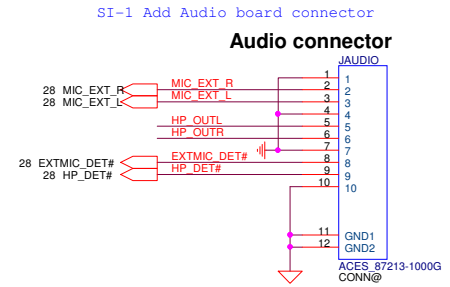 SI-1 Add Audio board connector
Audio connector
JAUDIO
1 1
28 MIC_EXT_R MIC_EXT_R 2 2
28 MIC_EXT_L MIC_EXT_L 3 3
4 4
HP_OUTL 5 5
HP_OUTR 6 6
7 7
28 EXTMIC_DET# EXTMIC_DET# 8 8
28 HP_DET# HP_DET# 9 9
10 10
11 GND1
12 GND2
ACES_87213-1000G
CONN@